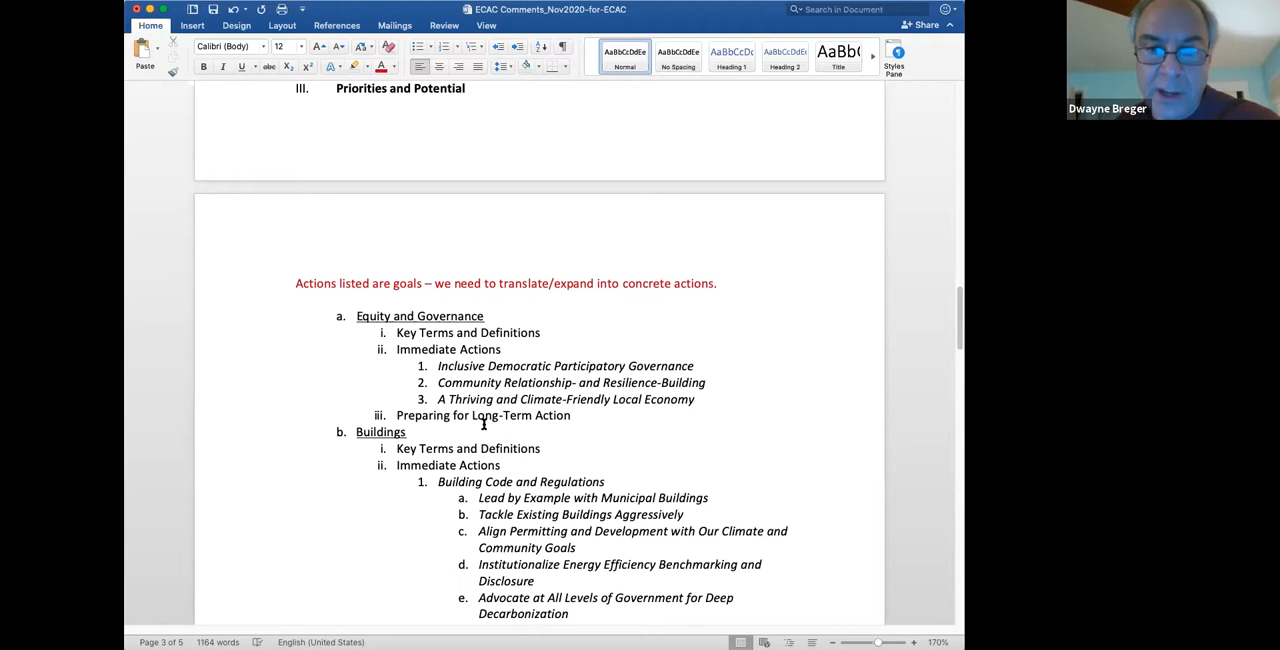 ECAC Comments_Nov2020-for-ECAC
Search in Document
Home Insert Design Layout References Mailings Review View
Share
Paste
Calibri (Body) 12
AaBbCcDdEe Normal
AaBbCcDdEe No Spacing
AaBbCcDc Heading 1
AaBbCcDdEe Heading 2
AaBb( Title
Styles Pane
Dwayne Breger
III. Priorities and Potential
Actions listed are goals – we need to translate/expand into concrete actions.
a. Equity and Governance
i. Key Terms and Definitions
ii. Immediate Actions
1. Inclusive Democratic Participatory Governance
2. Community Relationship- and Resilience-Building
3. A Thriving and Climate-Friendly Local Economy
iii. Preparing for Long-Term Action
b. Buildings
i. Key Terms and Definitions
ii. Immediate Actions
1. Building Code and Regulations
a. Lead by Example with Municipal Buildings
b. Tackle Existing Buildings Aggressively
c. Align Permitting and Development with Our Climate and
Community Goals
d. Institutionalize Energy Efficiency Benchmarking and
Disclosure
e. Advocate at All Levels of Government for Deep
Decarbonization
Page 3 of 5 1164 words English (United States) 170%